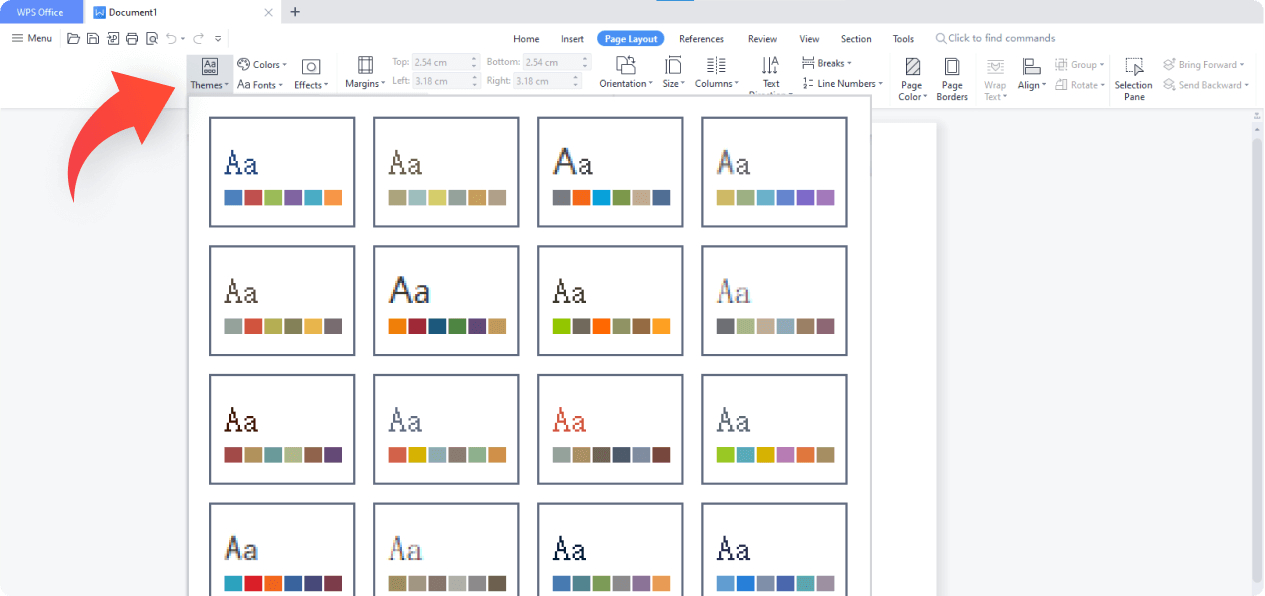 WPS Office
Document1
Menu
Home Insert Page Layout References Review View Section Tools Click to find commands
Themes
Colors
Aa Fonts
Effects
Margins
Top: 2.54 cm Bottom: 2.54 cm
Left: 3.18 cm Right: 3.18 cm
Orientation
Size
Columns
Text
Direction
Breaks
Line Numbers
Page
Color
Page
Borders
Wrap
Text
Align
Group
Rotate
Selection
Pane
Bring Forward
Send Backward
Aa Aa Aa Aa
Aa Aa Aa Aa
Aa Aa Aa Aa
Aa Aa Aa Aa